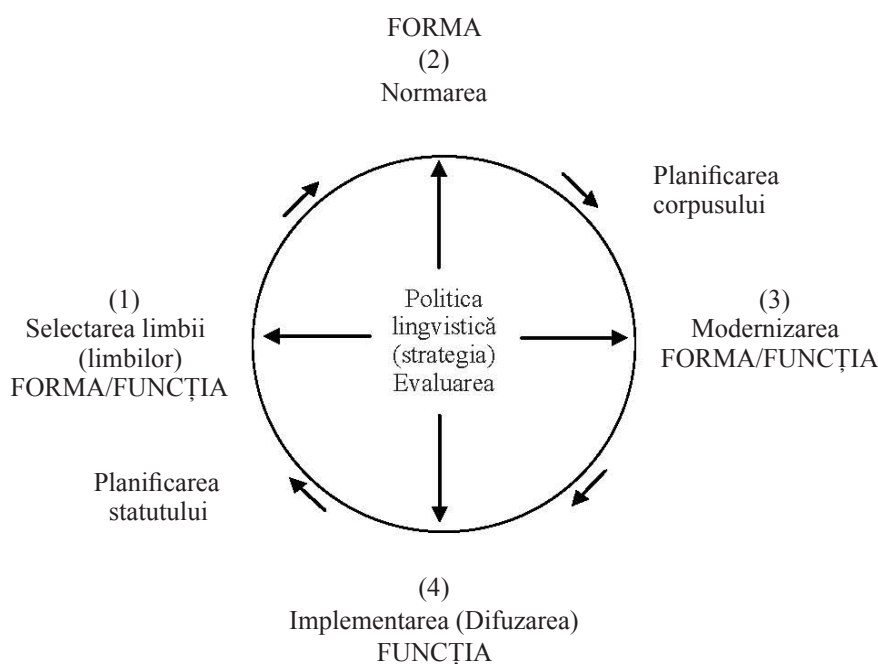 FORMA
(2)
Normarea
Planificarea
corpusului
(1)
Selectarea limbii
(limbilor)
FORMA/FUNCȚIA
Politica
lingvistică
(strategia)
Evaluarea
(3)
Modernizarea
FORMA/FUNCȚIA
Planificarea
statutului
(4)
Implementarea (Difuzarea)
FUNCȚIA